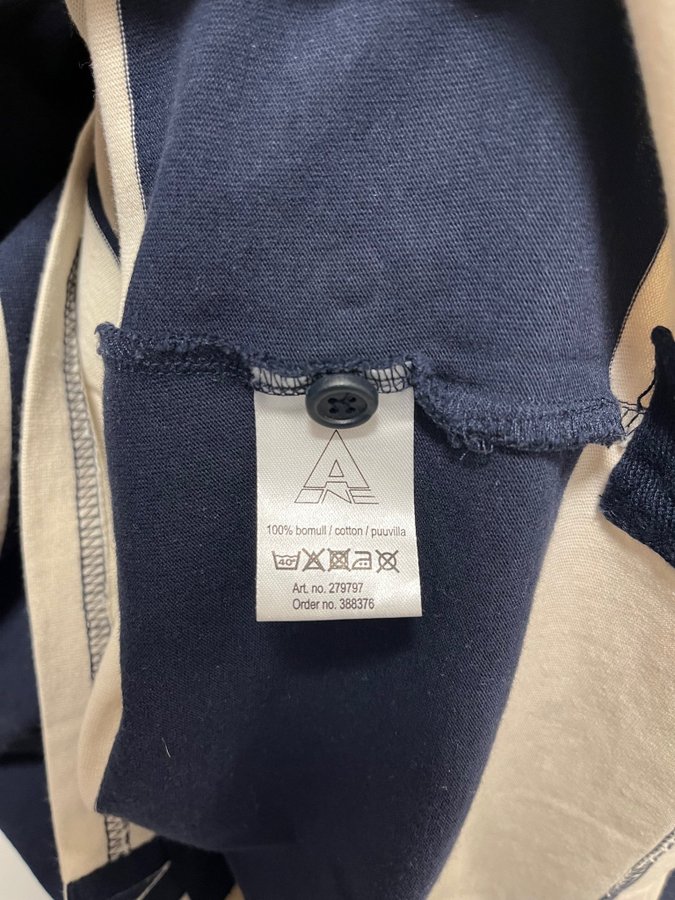 A
ONE
100% bomull / cotton / puuvilla
40°
Art. no. 279797
Order no. 388376